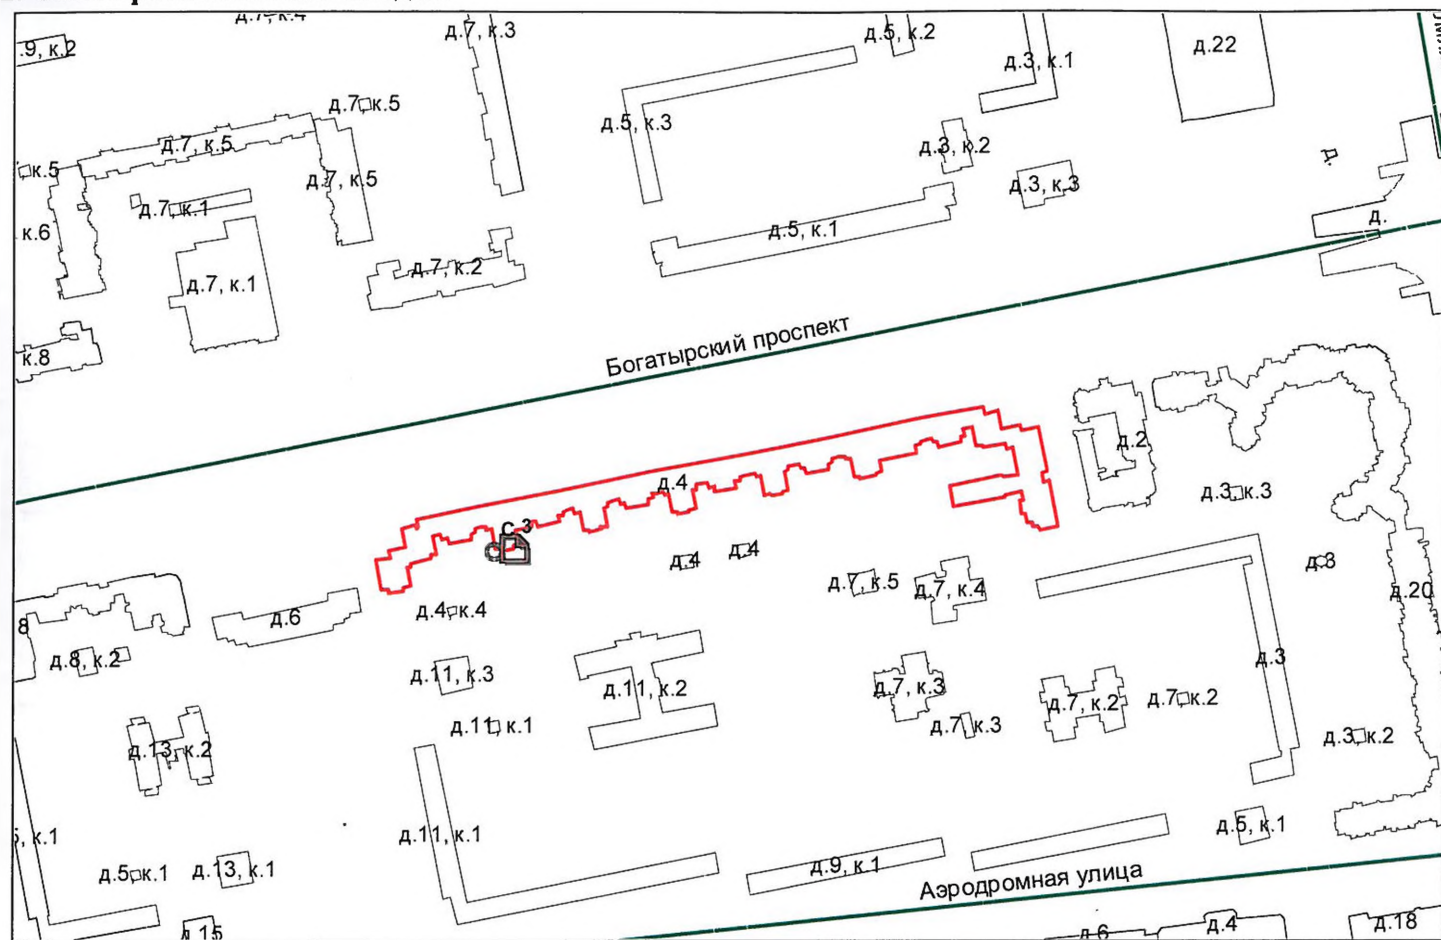 д.7, к.4
д.7, к.3
д.5, к.2
.9, к.2
д.3, к.1
д.22
д.7, к.5
д.5, к.3
д.7, к.5
д.3, к.2
д.
к.5
д.7, к.5
д.3, к.3
д.7, к.1
д.
к.6
д.5, к.1
д.7, к.2
д.7, к.1
Богатырский проспект
к.8
д.2
д.4
д.3, к.3
С 3
д.4
д.4
д.3
д.7, к.5
д.7, к.4
д.20
д.4, к.4
д.6
8
д.8, к.2
д.3
д.11, к.3
д.11, к.2
д.7, к.3
д.7, к.2
д.7, к.2
д.11, к.1
д.7, к.3
д.3, к.2
д.13, к.2
д.5, к.1
5, к.1
д.11, к.1
д.9, к.1
д.5, к.1
д.13, к.1
Аэродромная улица
д.15
д.6
д.4
д.18